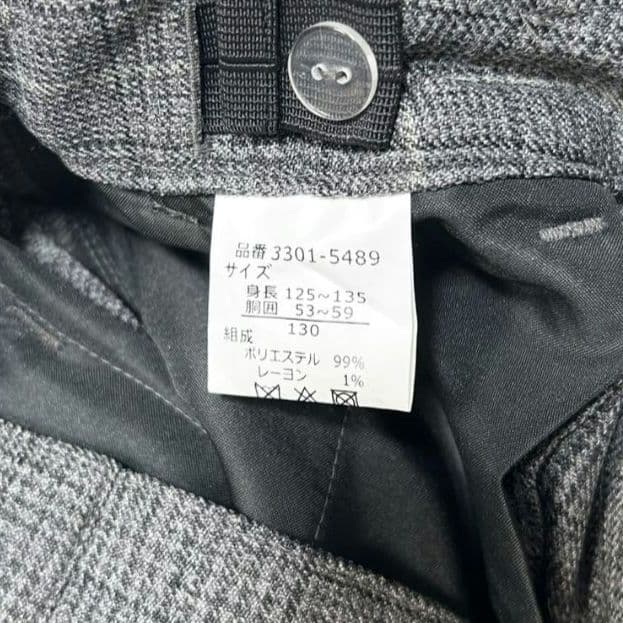 品番 3301-5489
サイズ
身長 125~135
胴囲 53~59
130
組成
ポリエステル 99%
レーヨン 1%